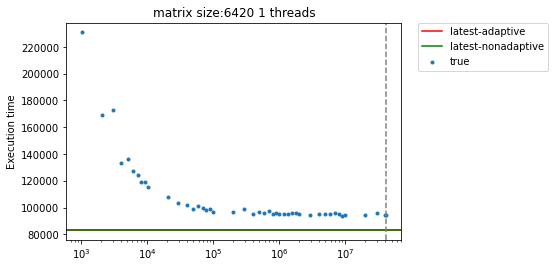 matrix size:6420 1 threads
Execution time
220000
200000
180000
160000
140000
120000
100000
80000
10³
10⁴
10⁵
10⁶
10⁷
latest-adaptive
latest-nonadaptive
true